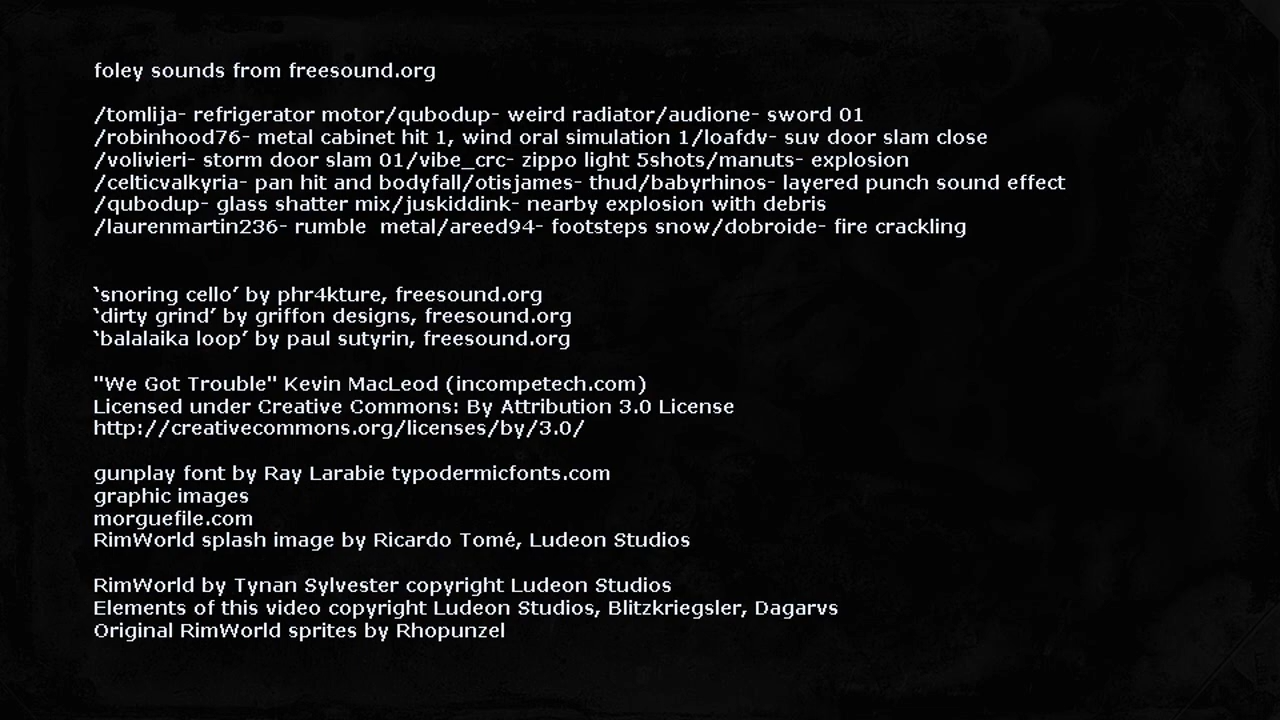 foley sounds from freesound.org
/tomlija- refrigerator motor/qubodup- weird radiator/audione- sword 01
/robinhood76- metal cabinet hit 1, wind oral simulation 1/loafdv- suv door slam close
/volivieri- storm door slam 01/vibe_crc- zippo light 5shots/manuts- explosion
/celticvalkyria- pan hit and bodyfall/otisjames- thud/babyrhinos- layered punch sound effect
/qubodup- glass shatter mix/juskiddink- nearby explosion with debris
/laurenmartin236- rumble  metal/areed94- footsteps snow/dobroide- fire crackling
‘snoring cello’ by phr4kture, freesound.org
‘dirty grind’ by griffon designs, freesound.org
‘balalaika loop’ by paul sutyrin, freesound.org
"We Got Trouble" Kevin MacLeod (incompetech.com)
Licensed under Creative Commons: By Attribution 3.0 License
http://creativecommons.org/licenses/by/3.0/
gunplay font by Ray Larabie typodermicfonts.com
graphic images
morguefile.com
RimWorld splash image by Ricardo Tomé, Ludeon Studios
RimWorld by Tynan Sylvester copyright Ludeon Studios
Elements of this video copyright Ludeon Studios, Blitzkriegsler, Dagarvs
Original RimWorld sprites by Rhopunzel